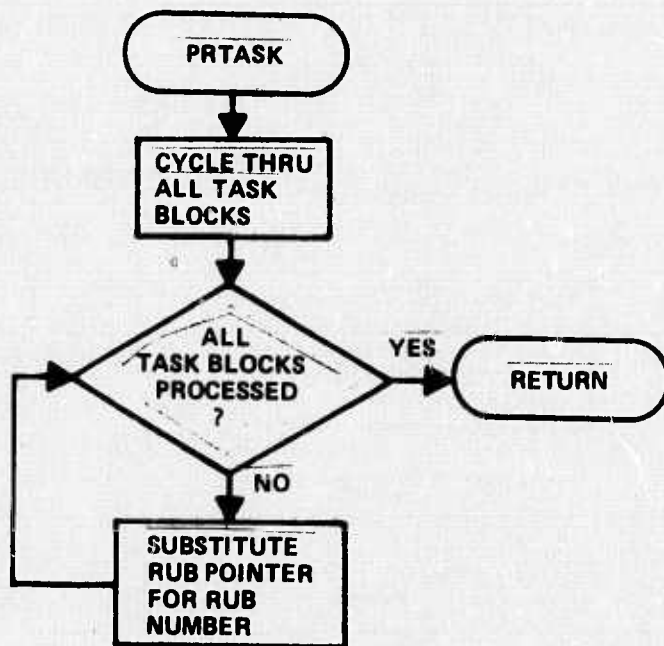 PRTASK
CYCLE THRU
ALL TASK
BLOCKS
ALL
TASK BLOCKS
PROCESSED
?
YES
RETURN
NO
SUBSTITUTE
RUB POINTER
FOR RUB
NUMBER